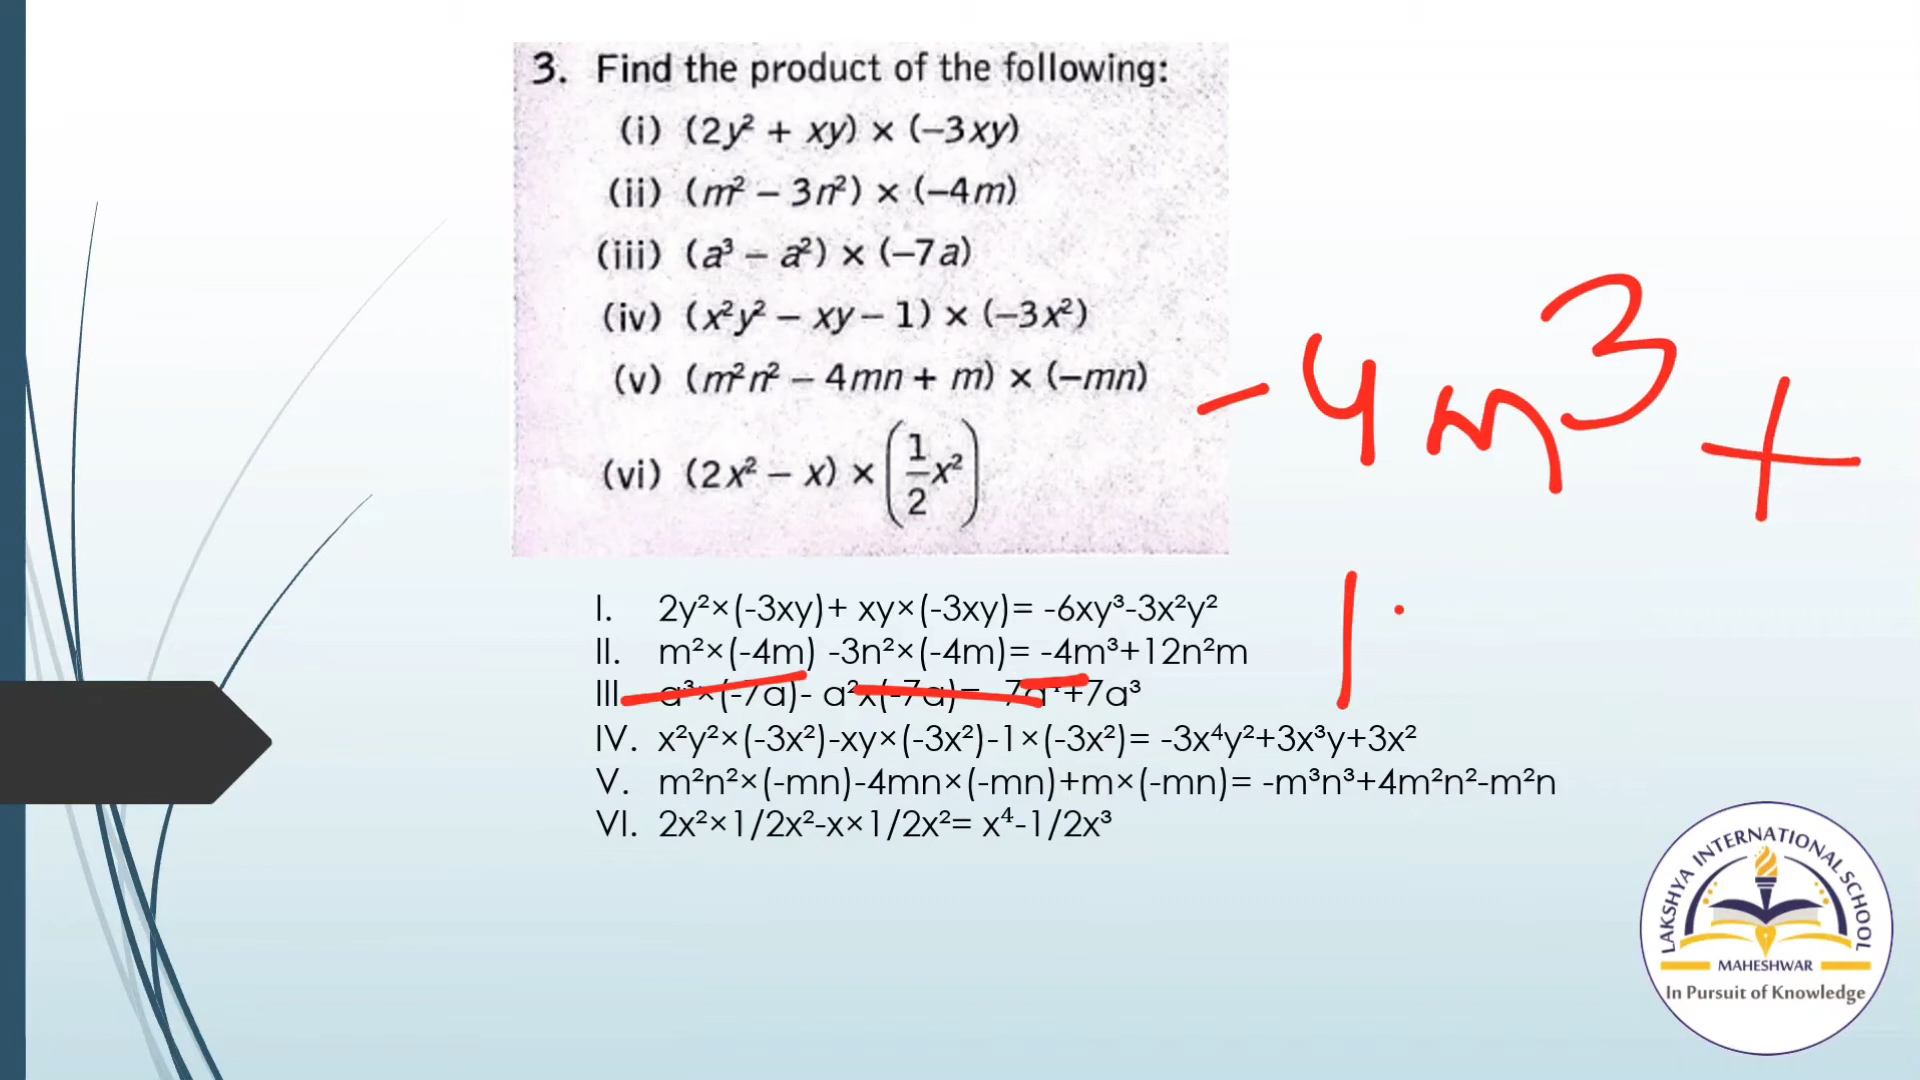 3. Find the product of the following:
(i) (2y² + xy) × (−3xy)
(ii) (m² − 3n²) × (−4m)
(iii) (a³ − a²) × (−7a)
(iv) (x²y² − xy − 1) × (−3x²)
(v) (m²n² − 4mn + m) × (−mn)
(vi) (2x² − x) × (1/2 x²)
-4m³ +
1
I. 2y²×(-3xy)+ xy×(-3xy)= -6xy³-3x²y²
II. m²×(-4m) -3n²×(-4m)= -4m³+12n²m
III. a³×(-7a)- a²x(-7a)= -7a⁴+7a³
IV. x²y²×(-3x²)-xy×(-3x²)-1×(-3x²)= -3x⁴y²+3x³y+3x²
V. m²n²×(-mn)-4mn×(-mn)+m×(-mn)= -m³n³+4m²n²-m²n
VI. 2x²×1/2x²-x×1/2x²= x⁴-1/2x³
LAKSHYA INTERNATIONAL SCHOOL
MAHESHWAR
In Pursuit of Knowledge